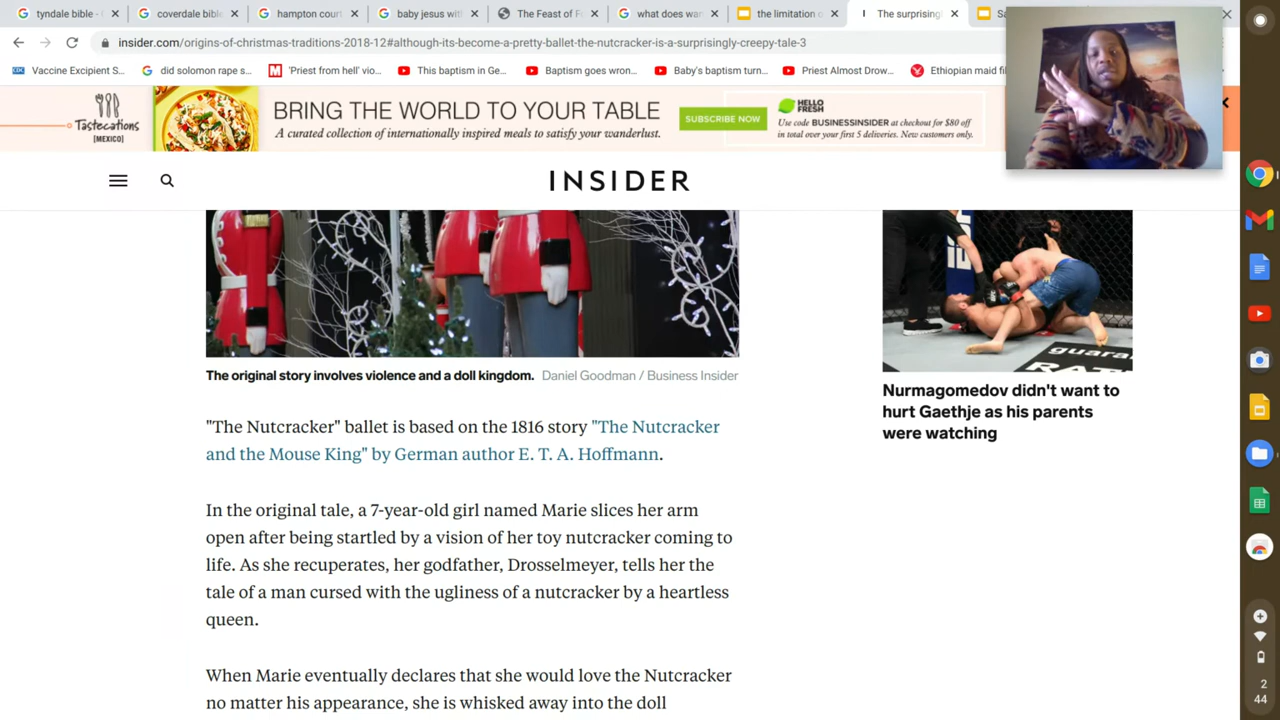 tyndale bible -
coverdale bible
hampton court
baby jesus with
The Feast of F
what does wan
the limitation o
The surprising
Sa
insider.com/origins-of-christmas-traditions-2018-12#although-its-become-a-pretty-ballet-the-nutcracker-is-a-surprisingly-creepy-tale-3
Vaccine Excipient S...
did solomon rape s...
'Priest from hell' vio...
This baptism in Ge...
Baptism goes wron...
Baby's baptism turn...
Priest Almost Drow...
Ethiopian maid fi
Tastecations
[MEXICO]
BRING THE WORLD TO YOUR TABLE
A curated collection of internationally inspired meals to satisfy your wanderlust.
SUBSCRIBE NOW
HELLO
FRESH
Use code BUSINESSINSIDER at checkout for $80 off
in total over your first 5 deliveries. New customers only.
INSIDER
The original story involves violence and a doll kingdom. Daniel Goodman / Business Insider
"The Nutcracker" ballet is based on the 1816 story "The Nutcracker
and the Mouse King" by German author E. T. A. Hoffmann.
In the original tale, a 7-year-old girl named Marie slices her arm
open after being startled by a vision of her toy nutcracker coming to
life. As she recuperates, her godfather, Drosselmeyer, tells her the
tale of a man cursed with the ugliness of a nutcracker by a heartless
queen.
When Marie eventually declares that she would love the Nutcracker
no matter his appearance, she is whisked away into the doll
guara
Nurmagomedov didn't want to
hurt Gaethje as his parents
were watching
2
44